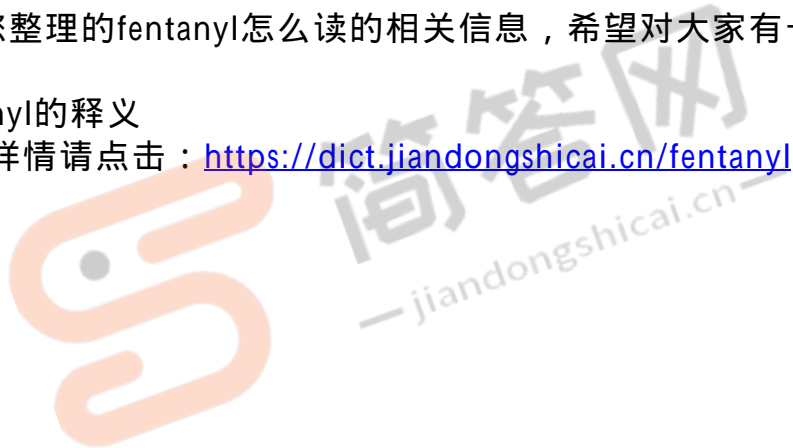 整理的fentanyl怎么读的相关信息，希望对大家有
nyl的释义
详情请点击：https://dict.jiandongshicai.cn/fentanyl
简答网
jiandongshicai.cn